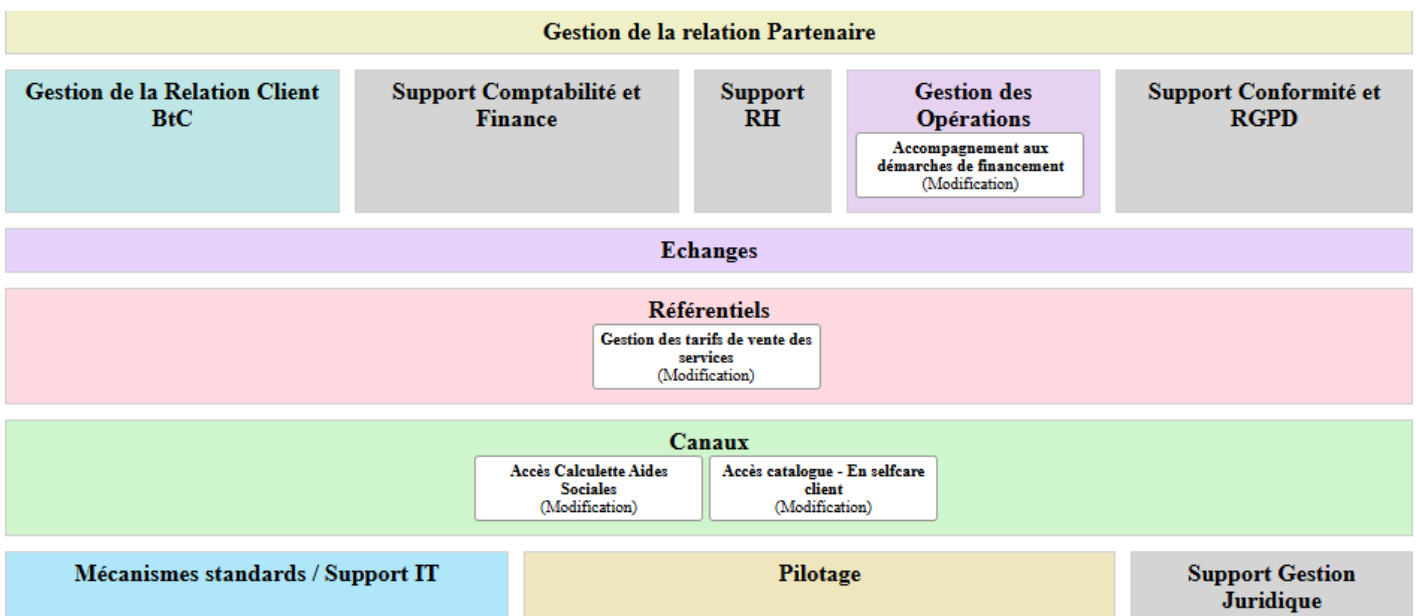 Gestion de la relation Partenaire
Gestion de la Relation Client
BtC
Support Comptabilité et
Finance
Support
RH
Gestion des
Opérations
Accompagnement aux
démarches de financement
(Modification)
Support Conformité et
RGPD
Echanges
Référentiels
Gestion des tarifs de vente des
services
(Modification)
Canaux
Accès Calculette Aides
Sociales
(Modification)
Accès catalogue - En selfcare
client
(Modification)
Mécanismes standards / Support IT
Pilotage
Support Gestion
Juridique